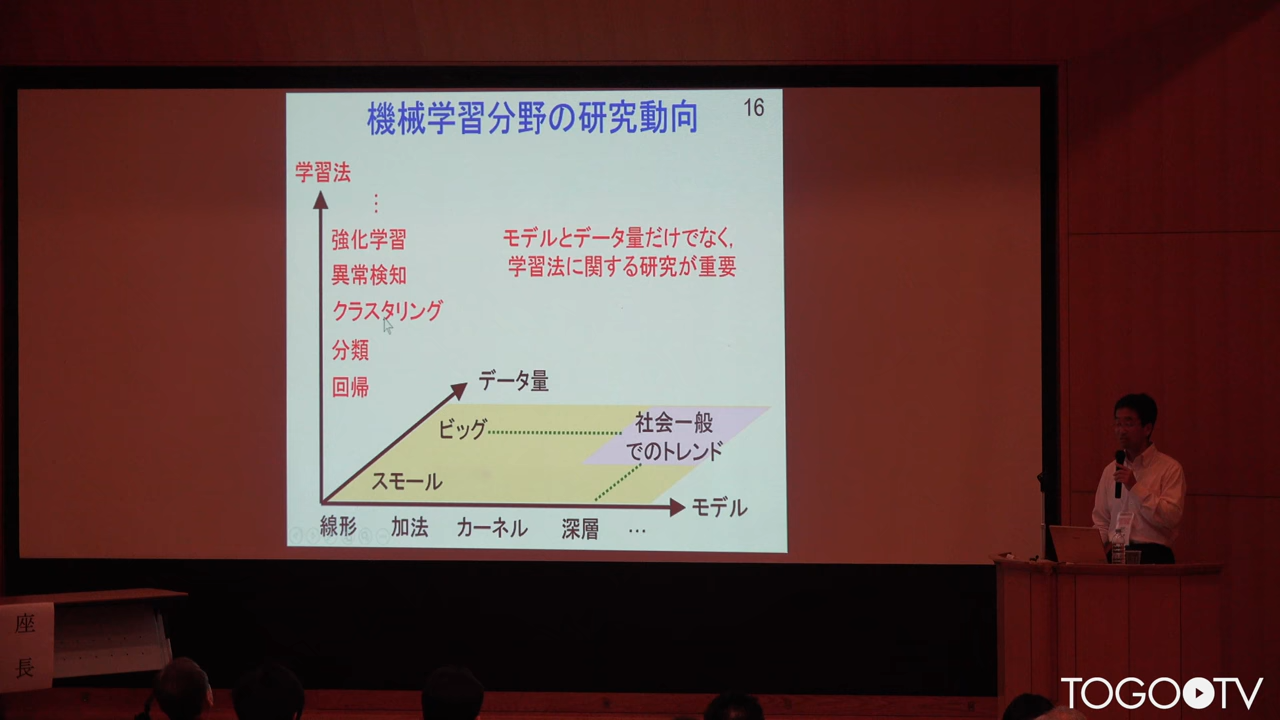 機械学習分野の研究動向
16
学習法
⋮
強化学習
異常検知
クラスタリング
分類
回帰
モデルとデータ量だけでなく,
学習法に関する研究が重要
データ量
ビッグ
スモール
社会一般
でのトレンド
モデル
線形 加法 カーネル 深層 …
座長
TOGOTV